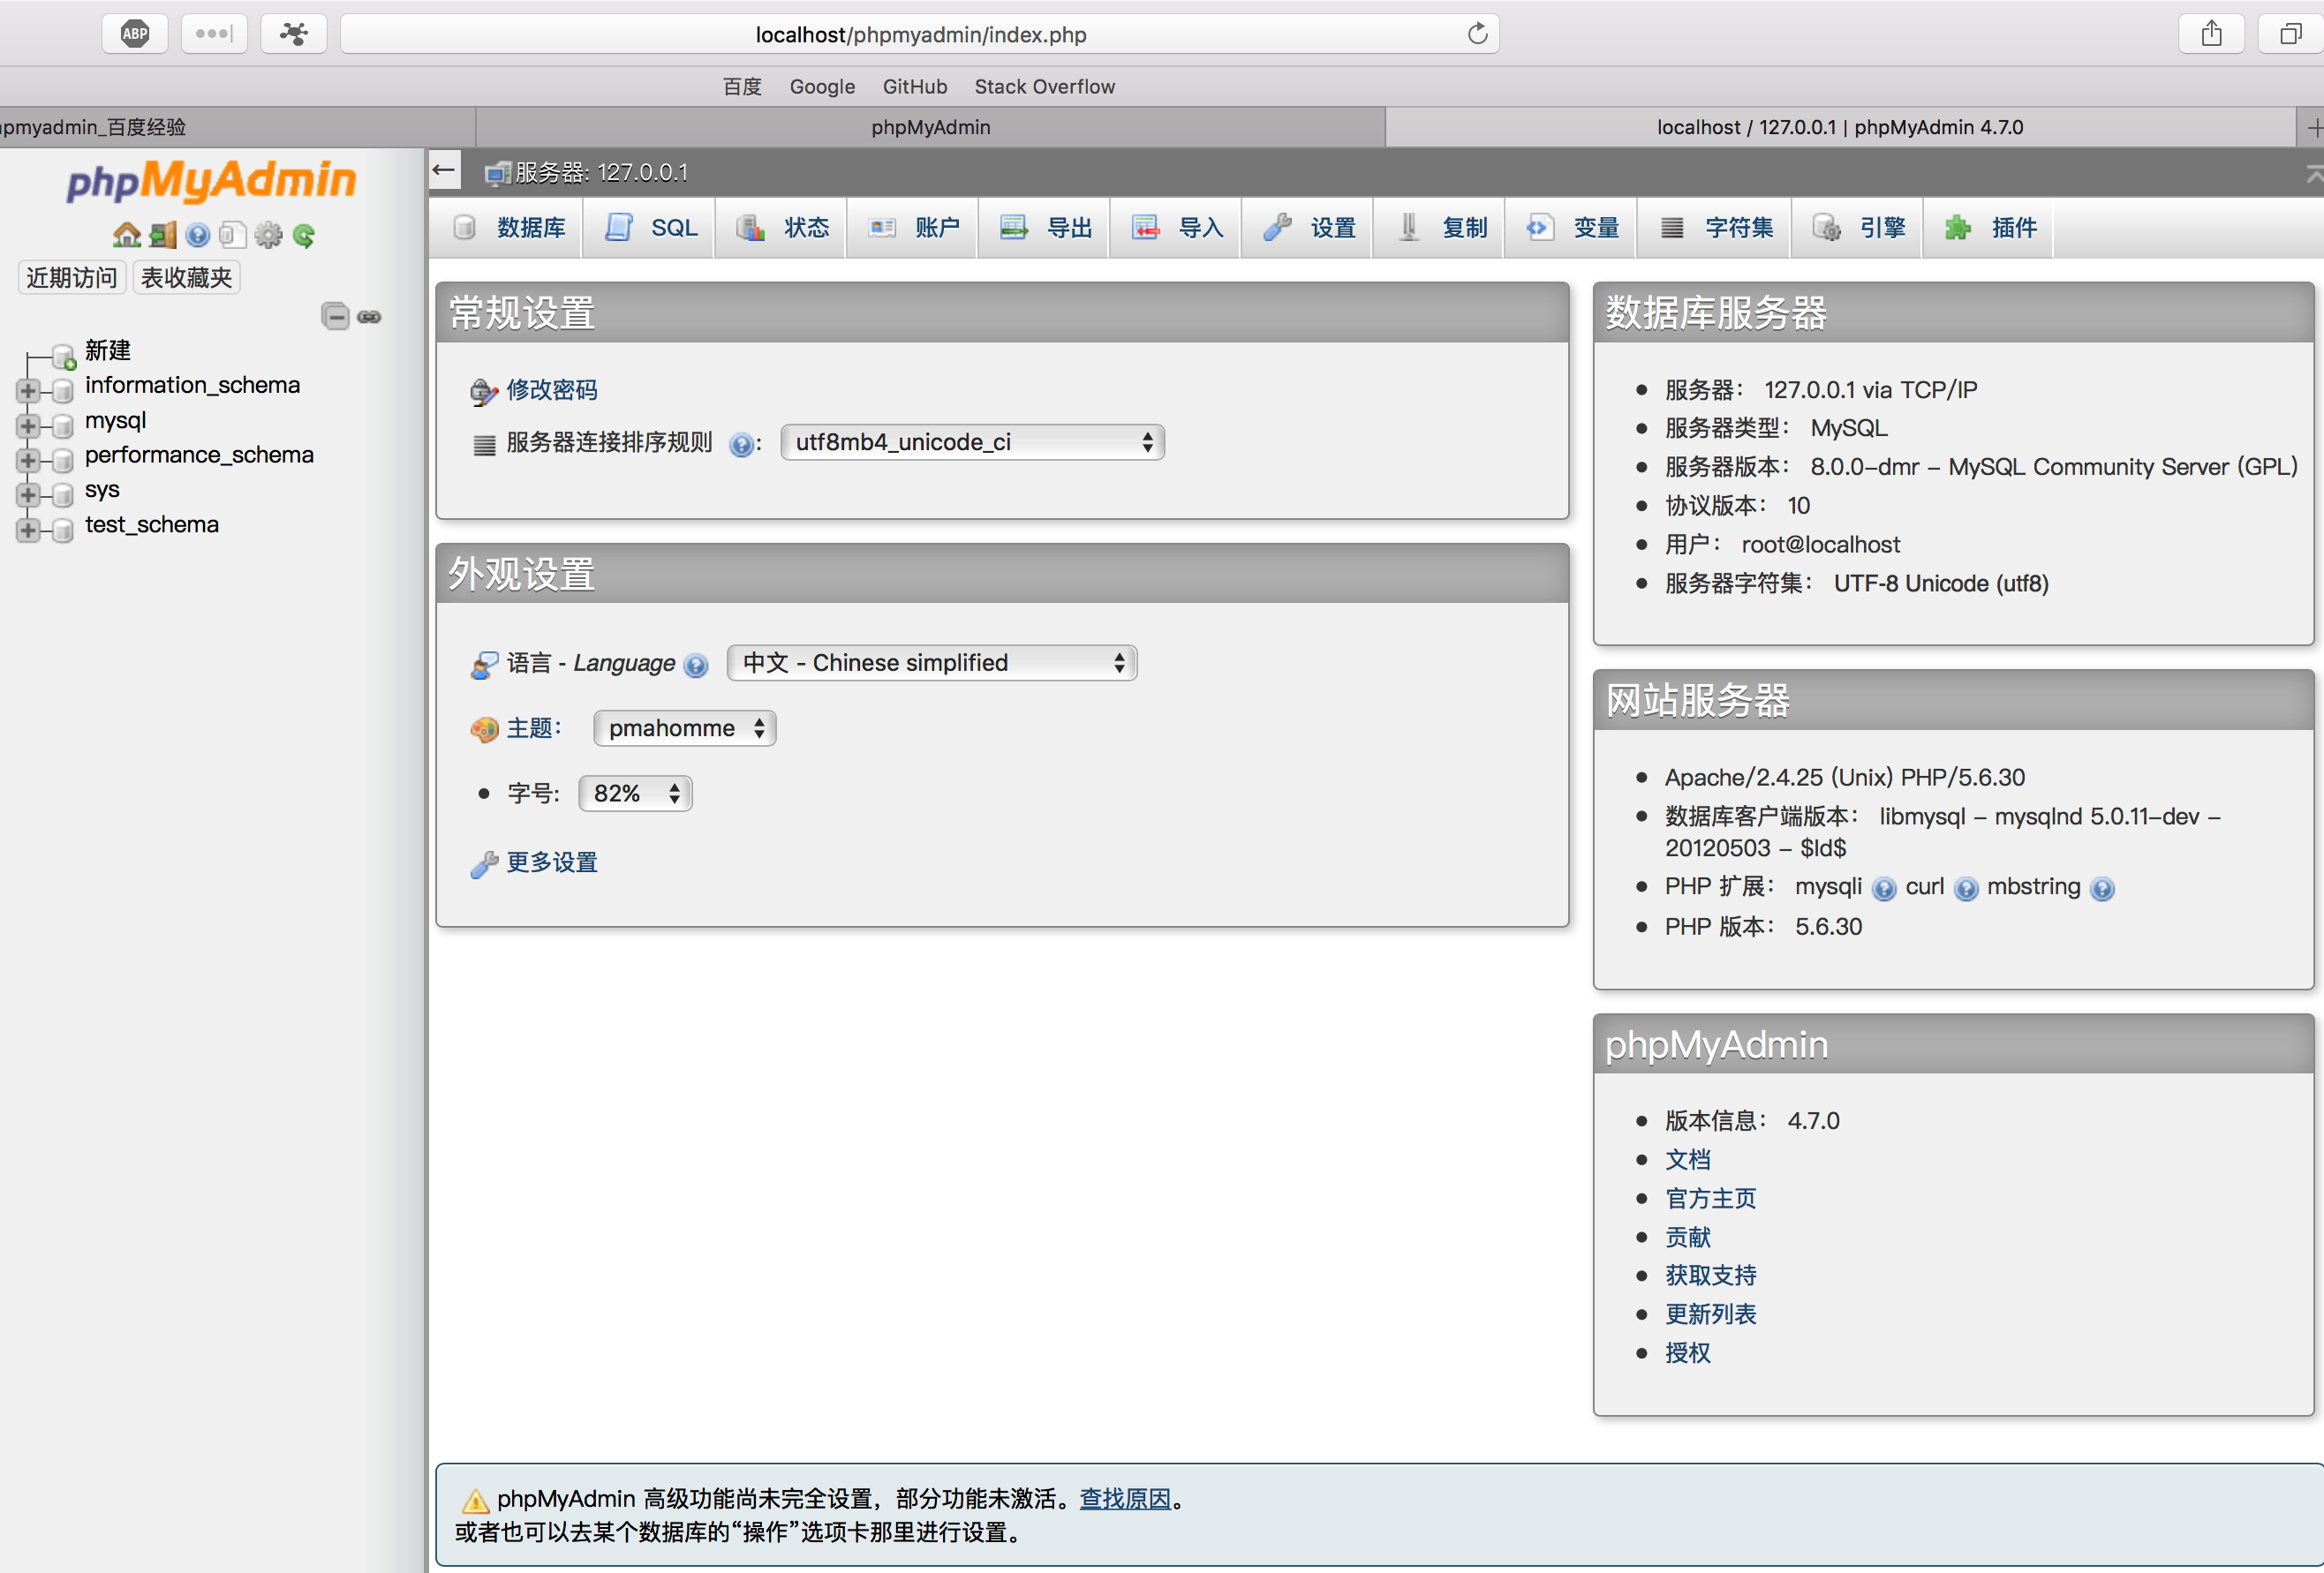 ABP
localhost/phpmyadmin/index.php
百度 Google GitHub Stack Overflow
pmyadmin_百度经验
phpMyAdmin
localhost / 127.0.0.1 | phpMyAdmin 4.7.0
phpMyAdmin
近期访问 表收藏夹
新建
information_schema
mysql
performance_schema
sys
test_schema
服务器: 127.0.0.1
数据库 SQL 状态 账户 导出 导入 设置 复制 变量 字符集 引擎 插件
常规设置
修改密码
服务器连接排序规则 : utf8mb4_unicode_ci
外观设置
语言 - Language 中文 - Chinese simplified
主题: pmahomme
字号: 82%
更多设置
数据库服务器
服务器: 127.0.0.1 via TCP/IP
服务器类型: MySQL
服务器版本: 8.0.0-dmr - MySQL Community Server (GPL)
协议版本: 10
用户: root@localhost
服务器字符集: UTF-8 Unicode (utf8)
网站服务器
Apache/2.4.25 (Unix) PHP/5.6.30
数据库客户端版本: libmysql - mysqlnd 5.0.11-dev -
20120503 - $Id$
PHP 扩展: mysqli curl mbstring
PHP 版本: 5.6.30
phpMyAdmin
版本信息: 4.7.0
文档
官方主页
贡献
获取支持
更新列表
授权
phpMyAdmin 高级功能尚未完全设置，部分功能未激活。查找原因。
或者也可以去某个数据库的“操作”选项卡那里进行设置。